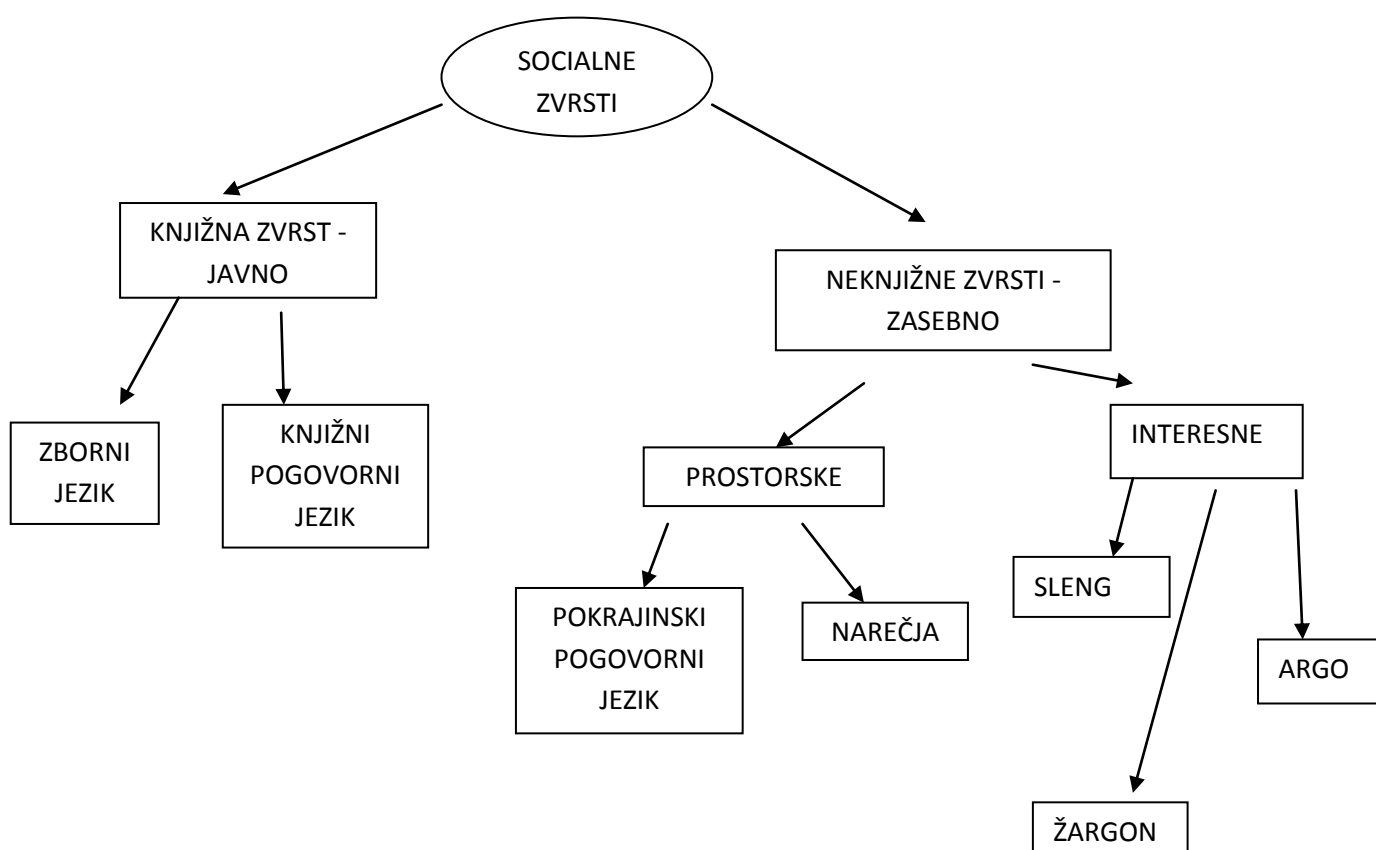 SOCIALNE
ZVRSTI
KNJIŽNA ZVRST -
JAVNO
NEKNJIŽNE ZVRSTI -
ZASEBNO
ZBORNI
JEZIK
KNJIŽNI
POGOVORNI
JEZIK
PROSTORSKE
INTERESNE
POKRAJINSKI
POGOVORNI
JEZIK
NAREČJA
SLENG
ARGO
ŽARGON